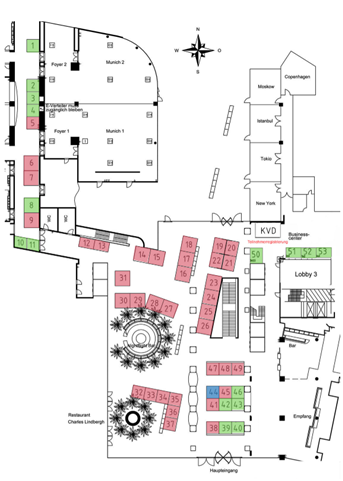 N
W O
S
Foyer 2
Munich 2
Copenhagen
Moskau
E-Verteiler muss
zugänglich bleiben
Foyer 1
Munich 1
Istanbul
Tokio
New York
WC
WC
KVD
Teilnehmerregistrierung
Business-
center
Lobby 3
Bar
Empfang
Restaurant
Charles Lindbergh
Haupteingang
1
2
3
4
5
6
7
8
9
10 11
12 13
14 15
16
17
18
19 20
22 21
23
24
25
26
31
30 29 28 27
50
51 52 53
47 48 49
44 45 46
41 42 43
38 39 40
32 33 34 35
36
37